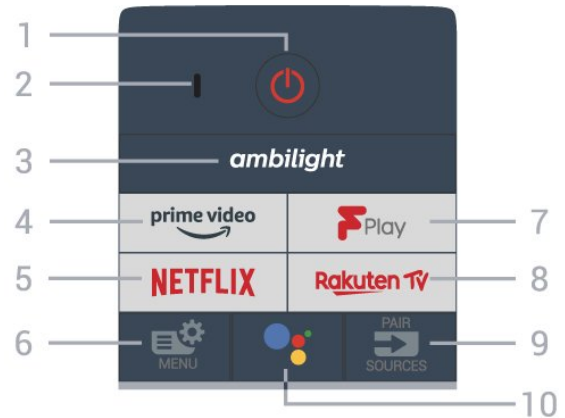 1
2
3 ambilight
4 prime video Play 7
5 NETFLIX Rakuten TV 8
6 MENU PAIR SOURCES 9
10